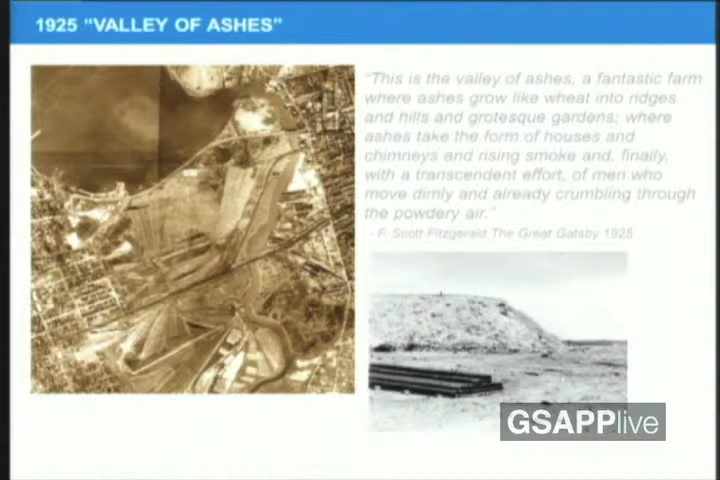 1925 “VALLEY OF ASHES”
“This is the valley of ashes, a fantastic farm
where ashes grow like wheat into ridges
and hills and grotesque gardens; where
ashes take the form of houses and
chimneys and rising smoke and, finally,
with a transcendent effort, of men who
move dimly and already crumbling through
the powdery air.”
- F. Scott Fitzgerald The Great Gatsby 1925
GSAPPlive